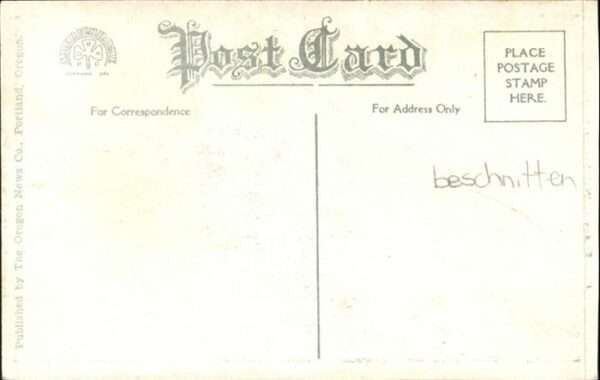 Post Card
PLACE
POSTAGE
STAMP
HERE.
For Correspondence
For Address Only
beschnitten
Published by The Oregon News Co., Portland, Oregon.